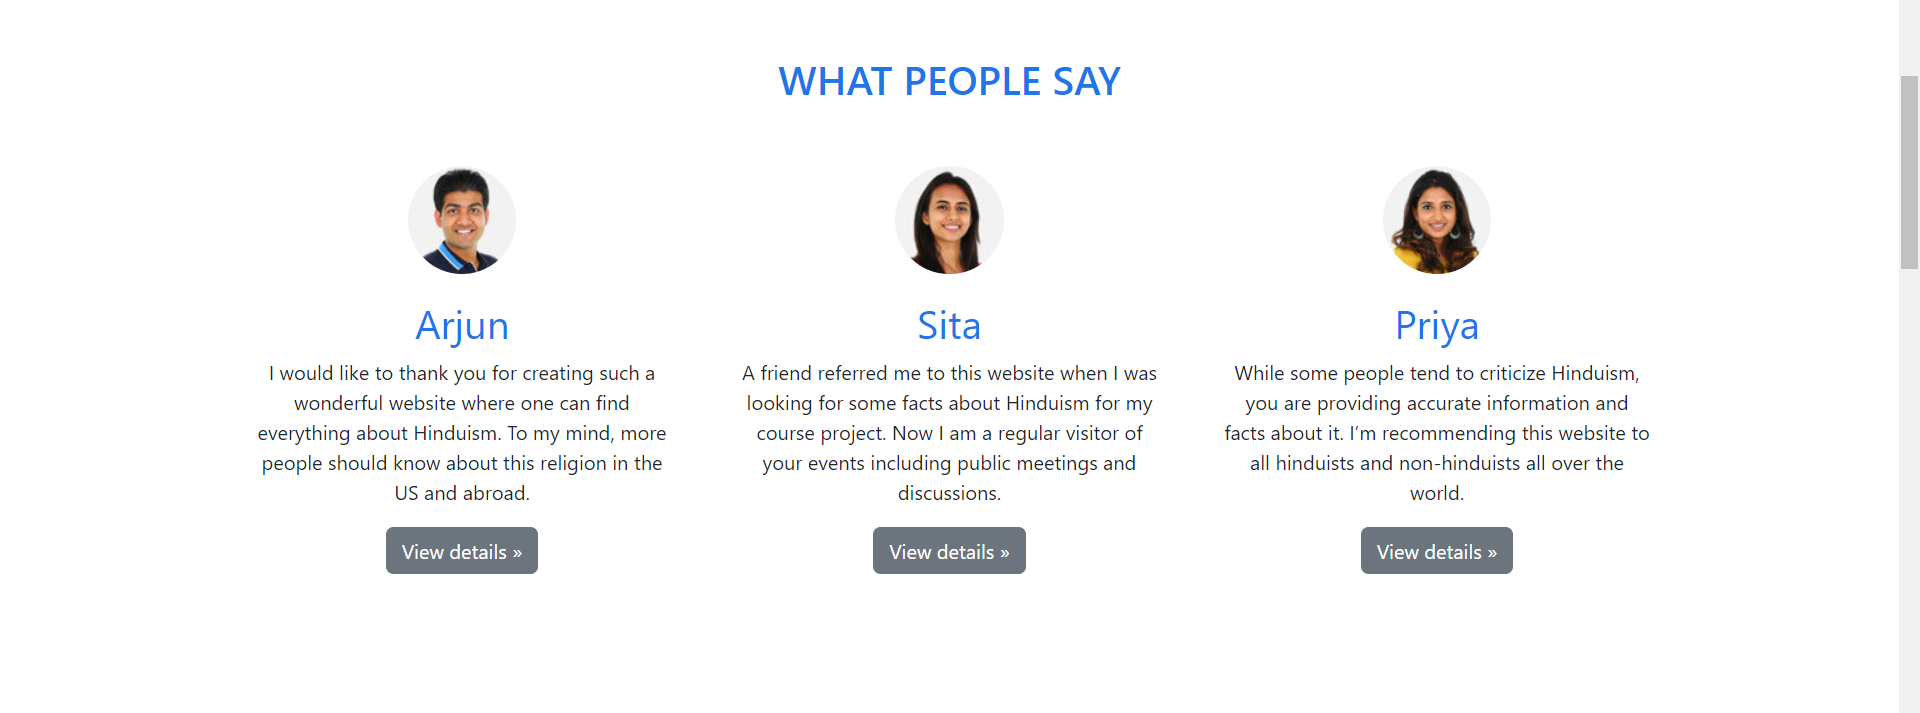 WHAT PEOPLE SAY
Arjun
I would like to thank you for creating such a
wonderful website where one can find
everything about Hinduism. To my mind, more
people should know about this religion in the
US and abroad.
View details »
Sita
A friend referred me to this website when I was
looking for some facts about Hinduism for my
course project. Now I am a regular visitor of
your events including public meetings and
discussions.
View details »
Priya
While some people tend to criticize Hinduism,
you are providing accurate information and
facts about it. I’m recommending this website to
all hinduists and non-hinduists all over the
world.
View details »